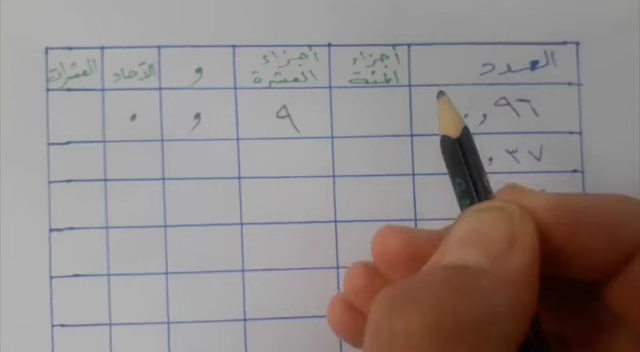 العدد أجزاء المئة أجزاء العشرة و الآحاد العشرات
٠,٩٦ ٩ , ٠
,٣٧